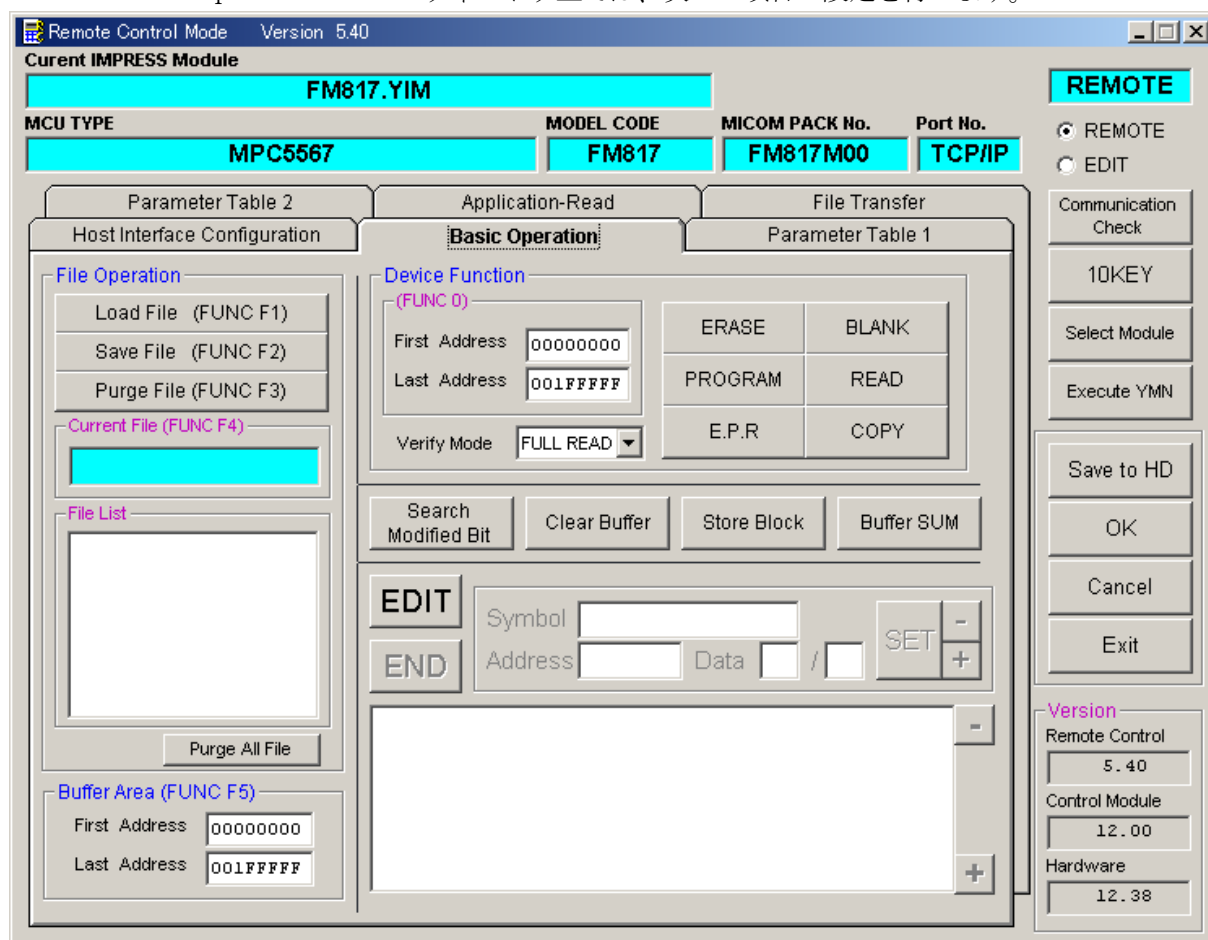 Remote Control Mode Version 5.40
Curent IMPRESS Module
FM817.YIM
REMOTE
MCU TYPE
MODEL CODE
MICOM PACK No.
Port No.
MPC5567
FM817
FM817M00
TCP/IP
REMOTE
EDIT
Parameter Table 2
Application-Read
File Transfer
Host Interface Configuration
Basic Operation
Parameter Table 1
File Operation
Load File (FUNC F1)
Save File (FUNC F2)
Purge File (FUNC F3)
Current File (FUNC F4)
File List
Purge All File
Buffer Area (FUNC F5)
First Address 00000000
Last Address 001FFFFF
Device Function
(FUNC 0)
First Address 00000000
Last Address 001FFFFF
Verify Mode FULL READ
ERASE
BLANK
PROGRAM
READ
E.P.R
COPY
Search Modified Bit
Clear Buffer
Store Block
Buffer SUM
EDIT
END
Symbol
Address
Data /
SET
-
+
-
+
Communication Check
10KEY
Select Module
Execute YMN
Save to HD
OK
Cancel
Exit
Version
Remote Control
5.40
Control Module
12.00
Hardware
12.38